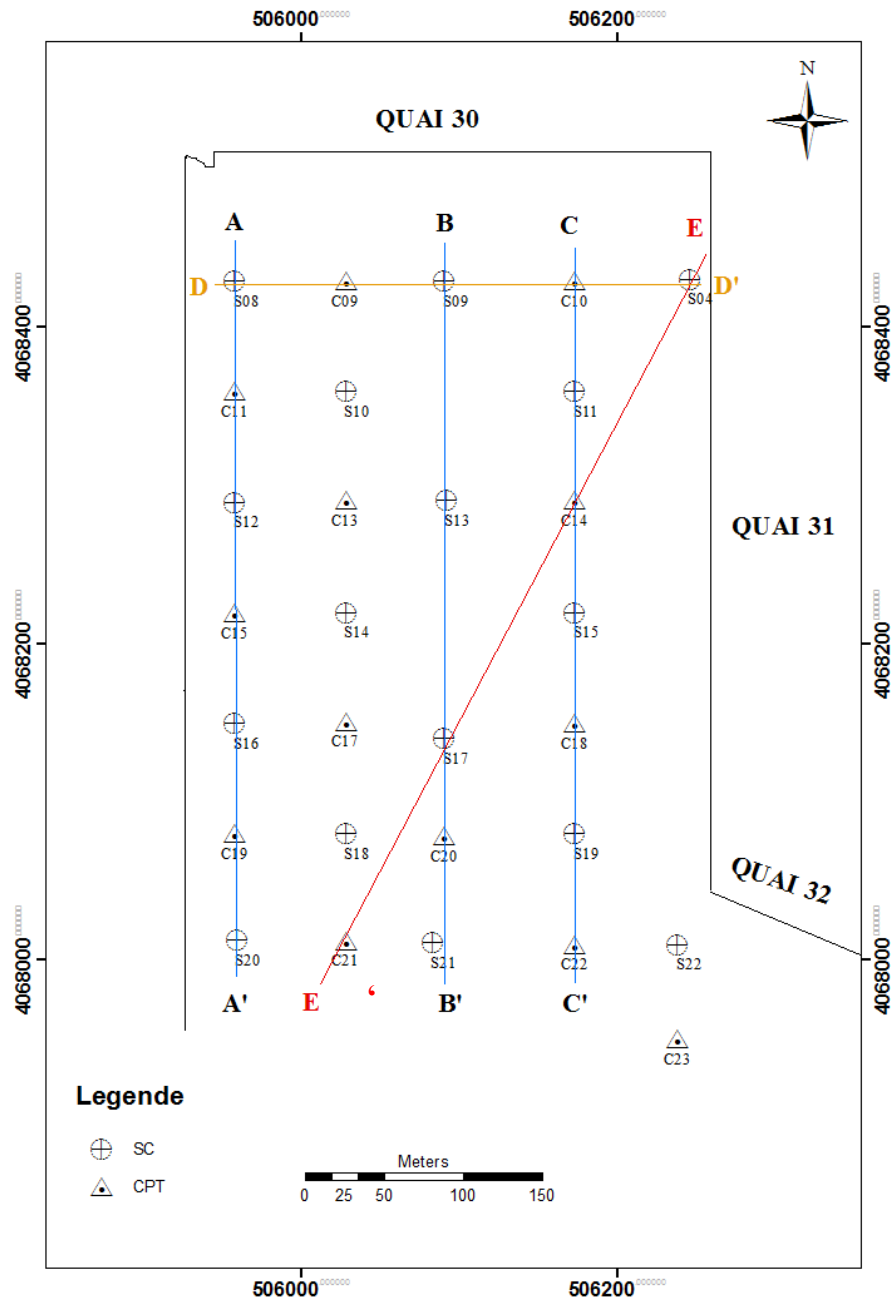 506000 506200
N
QUAI 30
A B C E
D D'
S08 C09 S09 C10 S04
4068400 4068400
C11 S10 S11
S12 C13 S13 C14
QUAI 31
C15 S14 S15
4068200 4068200
S16 C17 S17 C18
C19 S18 C20 S19
QUAI 32
S20 C21 S21 C22 S22
4068000 4068000
A' E ‘ B' C'
C23
Legende
SC
CPT
Meters
0 25 50 100 150
506000 506200